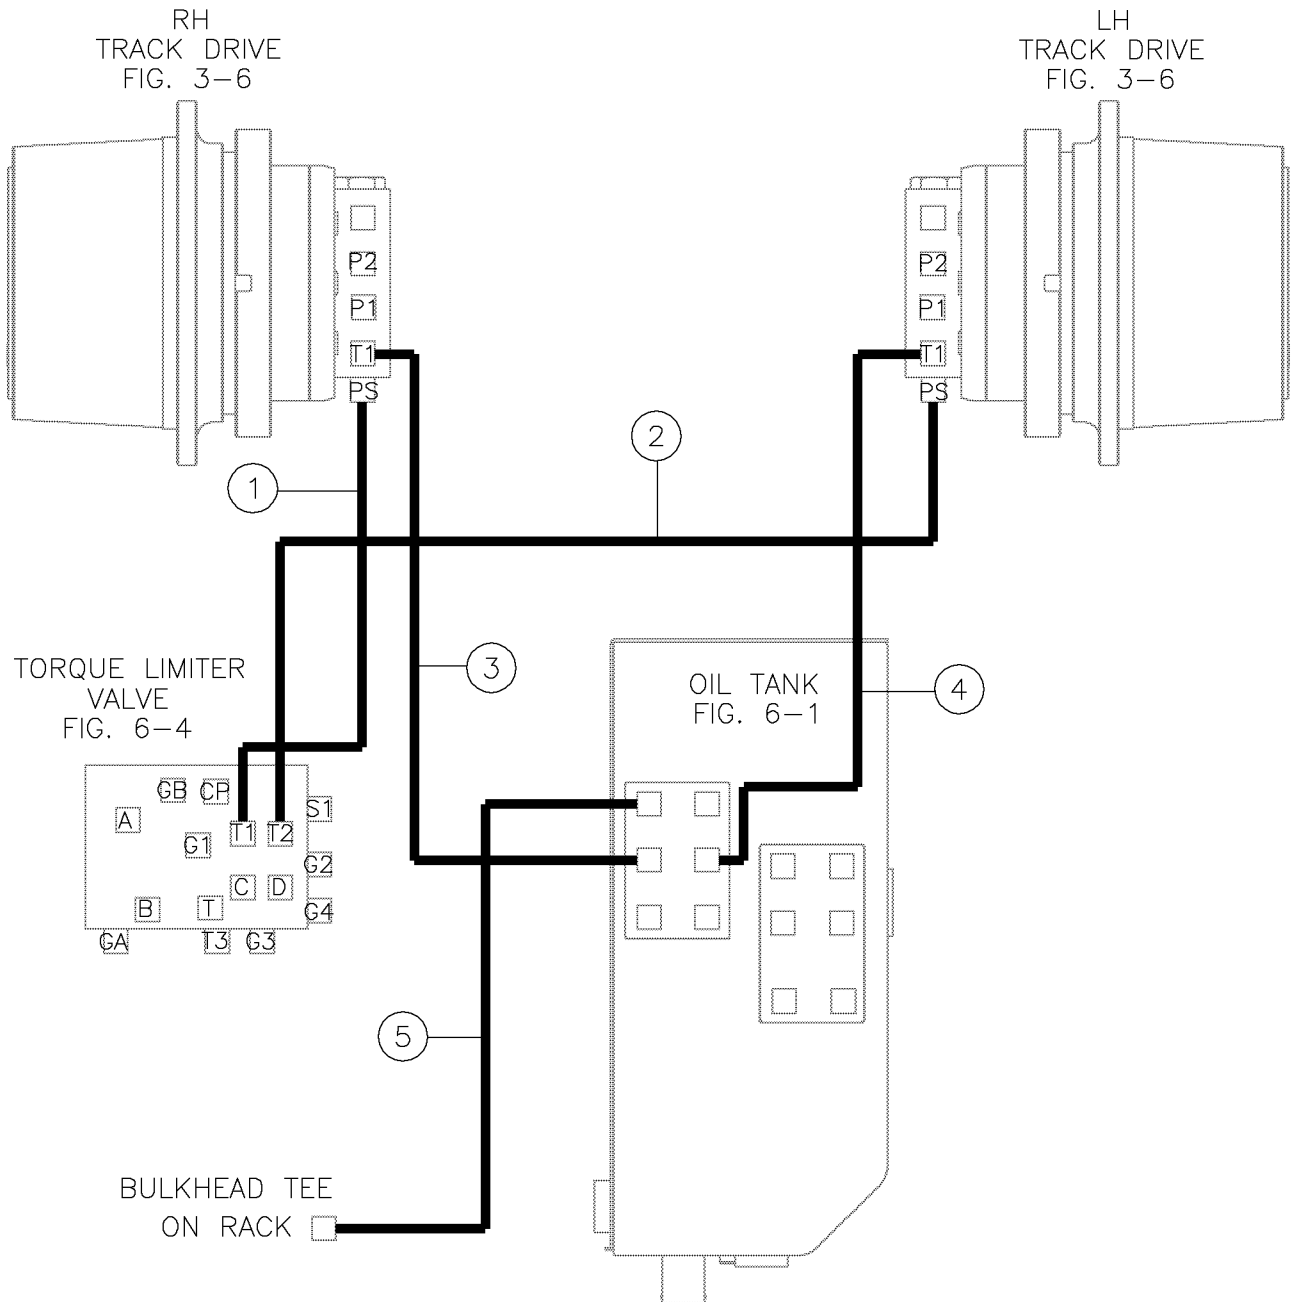 RH
TRACK DRIVE
FIG. 3-6
LH
TRACK DRIVE
FIG. 3-6
P2
P1
T1
PS
P2
P1
T1
PS
2
1
3
4
TORQUE LIMITER
VALVE
FIG. 6-4
OIL TANK
FIG. 6-1
GB
CP
S1
A
T1
T2
G1
G2
C
D
B
T
G4
GA
T3
G3
5
BULKHEAD TEE
ON RACK